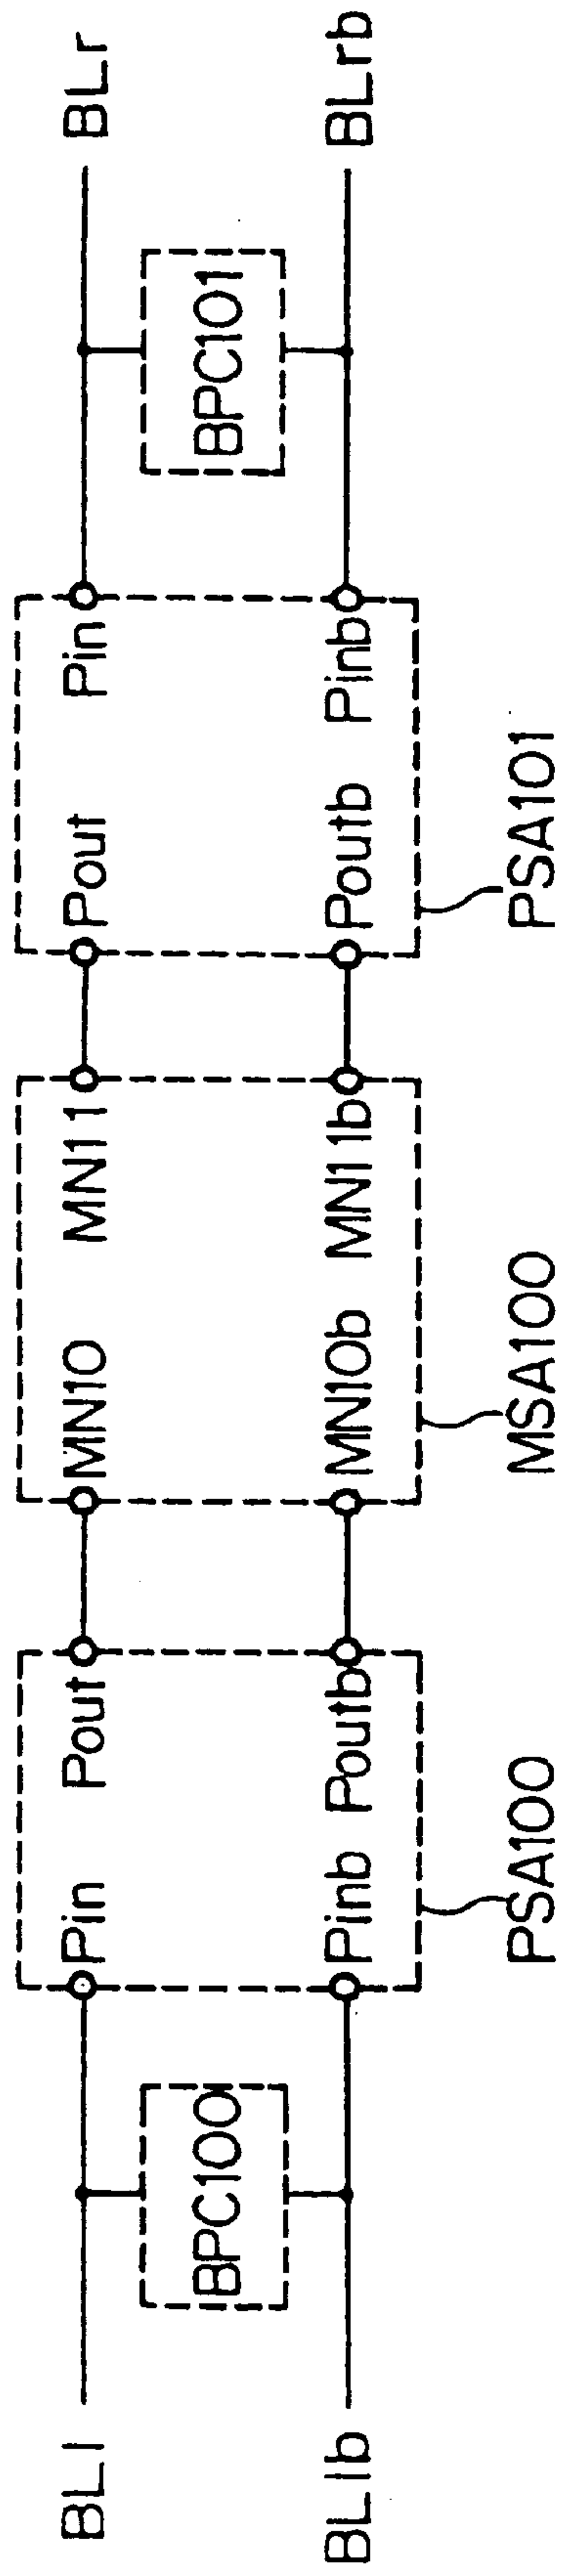 BLl
BLlb
BPC100
Pin
Pout
Pinb
Poutb
PSA100
MN10
MN11
MN10b
MN11b
MSA100
Pout
Pin
Poutb
Pinb
PSA101
BPC101
BLr
BLrb